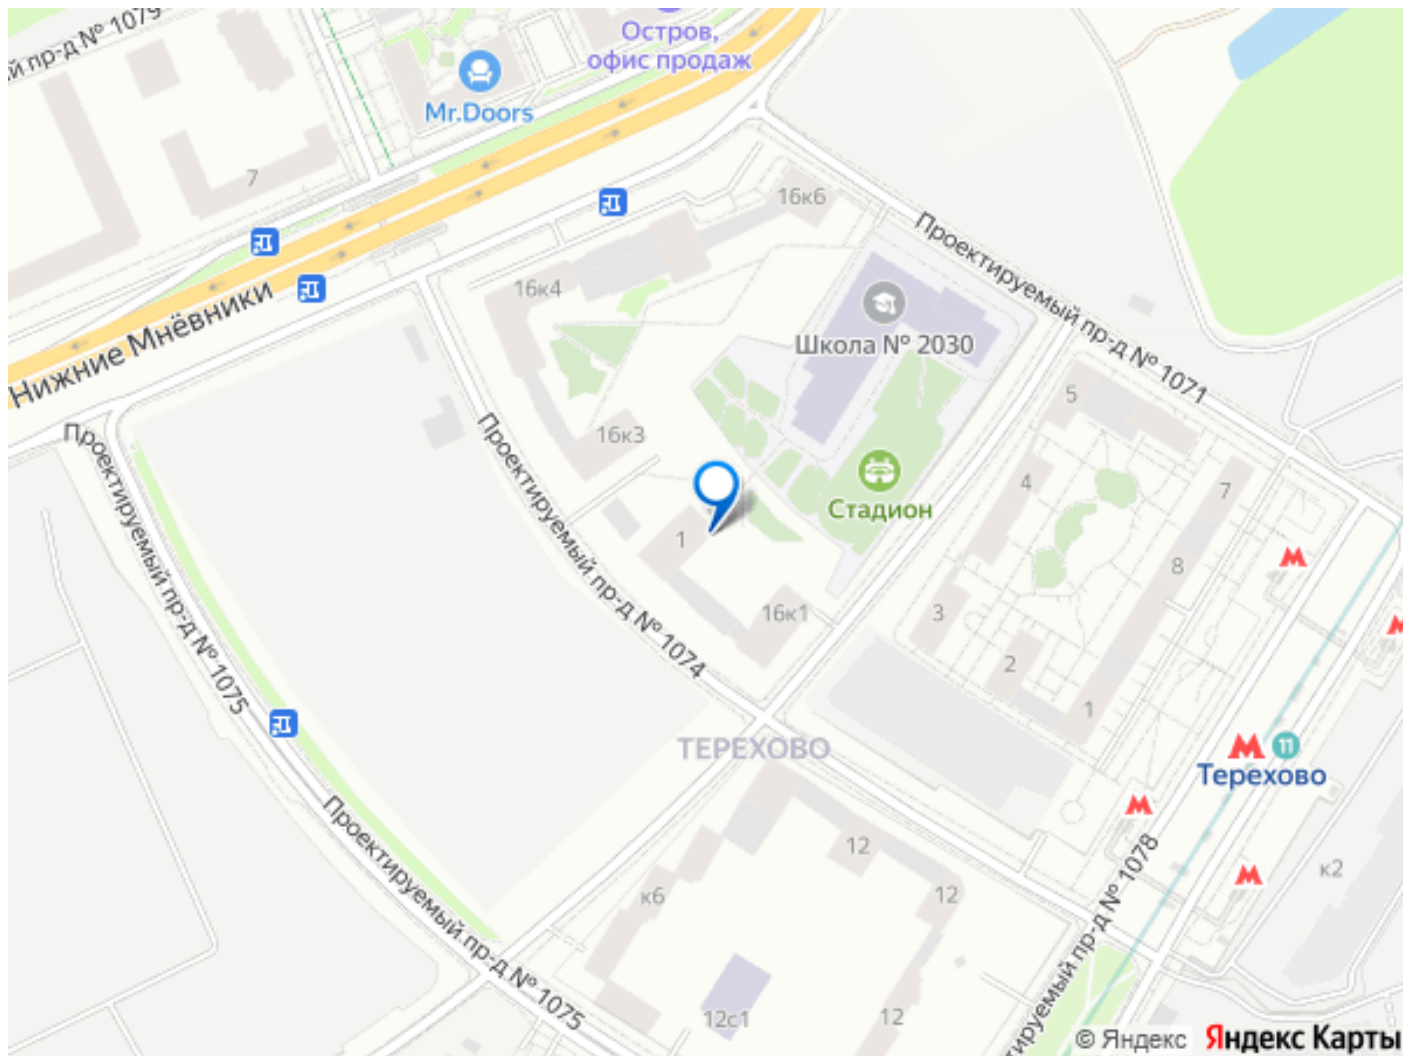 й пр-д № 1079
Остров,
офис продаж
Mr.Doors
7
16к6
Проектируемый пр-д № 1071
16к4
Нижние Мнёвники
Школа № 2030
5
Проектируемый пр-д № 1075
Проектируемый пр-д № 1074
16к3
4
7
Стадион
1
8
16к1
3
2
1
ТЕРЕХОВО
11
Терехово
Проектируемый пр-д № 1075
12
к6
12
к2
ируемый пр-д № 1078
12с1
12
© Яндекс
Яндекс Карты